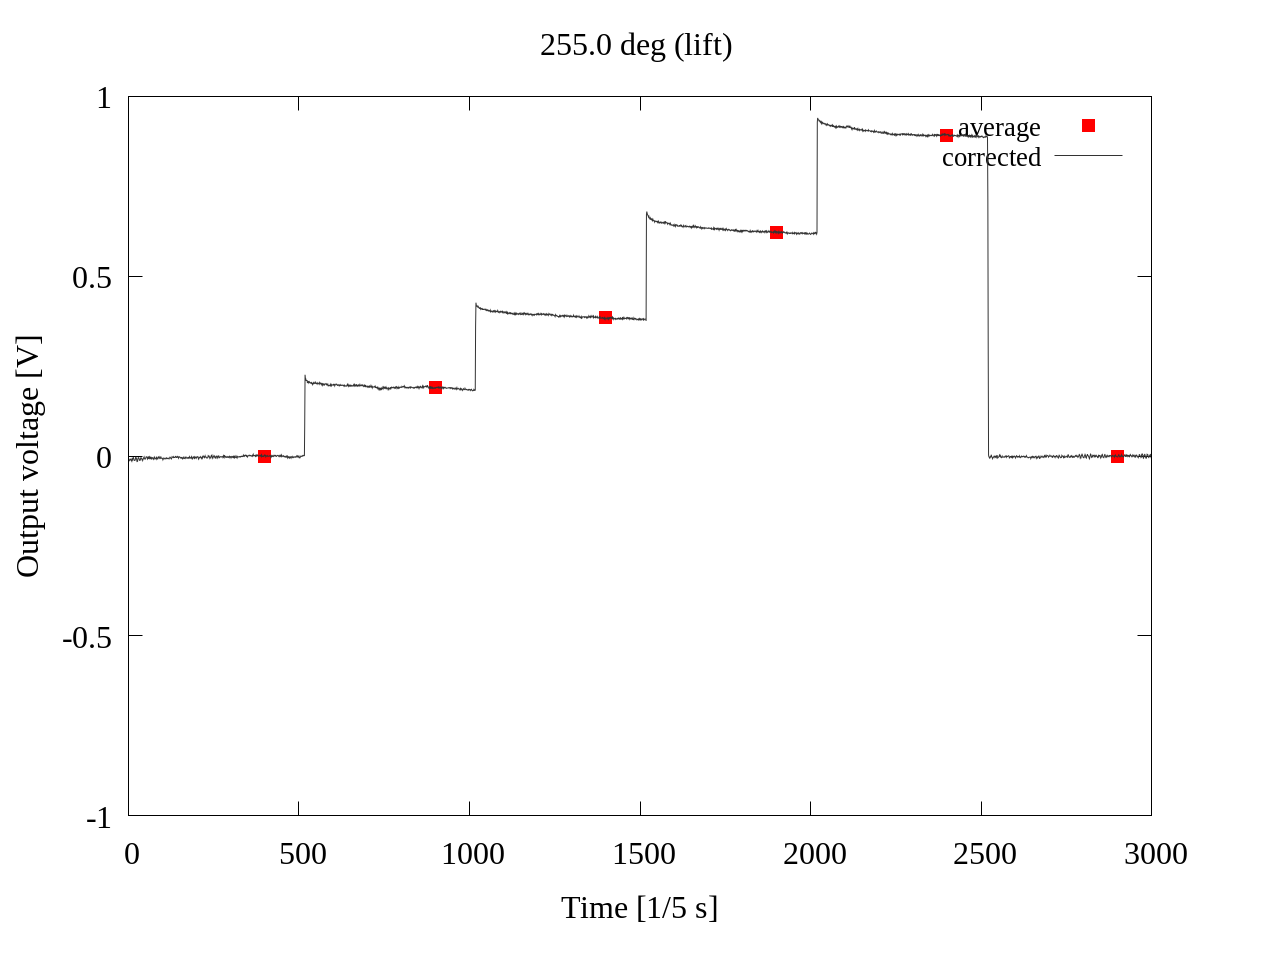 255.0 deg (lift)
1
average
corrected
0.5
0
-0.5
-1
Output voltage [V]
0 500 1000 1500 2000 2500 3000
Time [1/5 s]